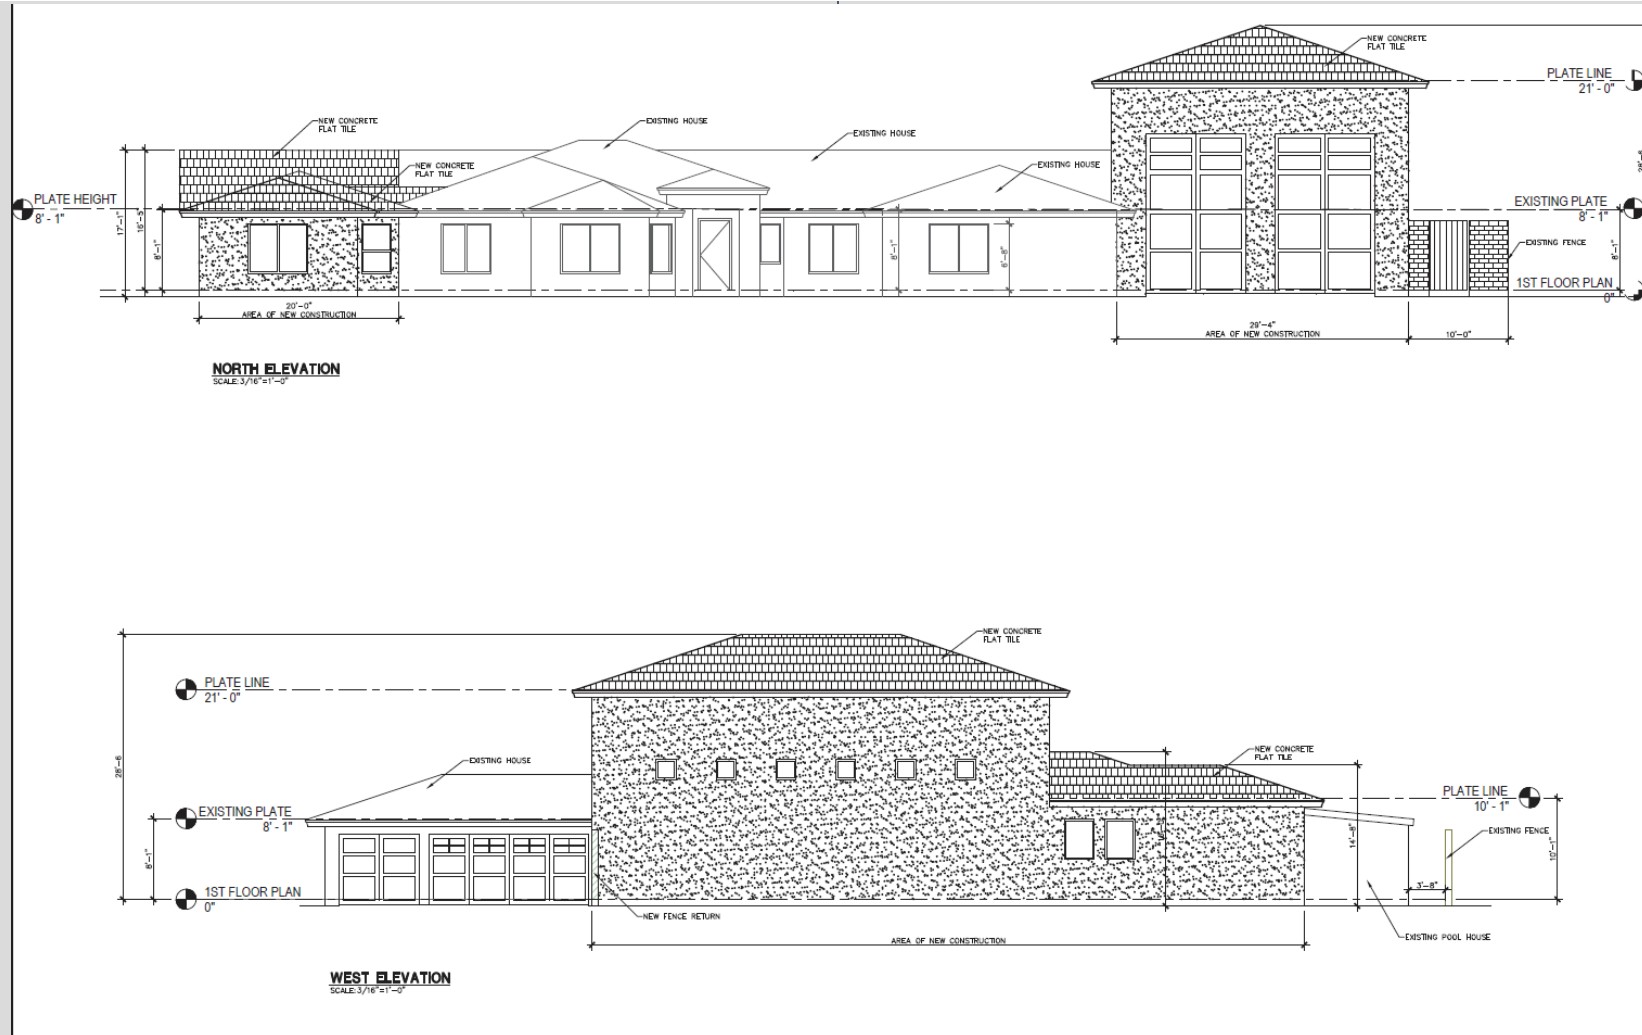 NEW CONCRETE
FLAT TILE
PLATE LINE
21' - 0"
NEW CONCRETE
FLAT TILE
EXISTING HOUSE
EXISTING HOUSE
NEW CONCRETE
FLAT TILE
EXISTING HOUSE
28'-6
PLATE HEIGHT
8' - 1"
17'-1"
16'-5"
8'-1"
8'-1"
6'-8"
EXISTING PLATE
8' - 1"
8'-1"
EXISTING FENCE
1ST FLOOR PLAN
0"
20'-0"
AREA OF NEW CONSTRUCTION
29'-4"
AREA OF NEW CONSTRUCTION
10'-0"
NORTH ELEVATION
SCALE:3/16"=1'-0"
NEW CONCRETE
FLAT TILE
PLATE LINE
21' - 0"
28'-6
EXISTING HOUSE
NEW CONCRETE
FLAT TILE
PLATE LINE
10' - 1"
EXISTING PLATE
8' - 1"
8'-1"
14'-8"
EXISTING FENCE
10'-1"
1ST FLOOR PLAN
0"
3'-8"
NEW FENCE RETURN
EXISTING POOL HOUSE
AREA OF NEW CONSTRUCTION
WEST ELEVATION
SCALE:3/16"=1'-0"